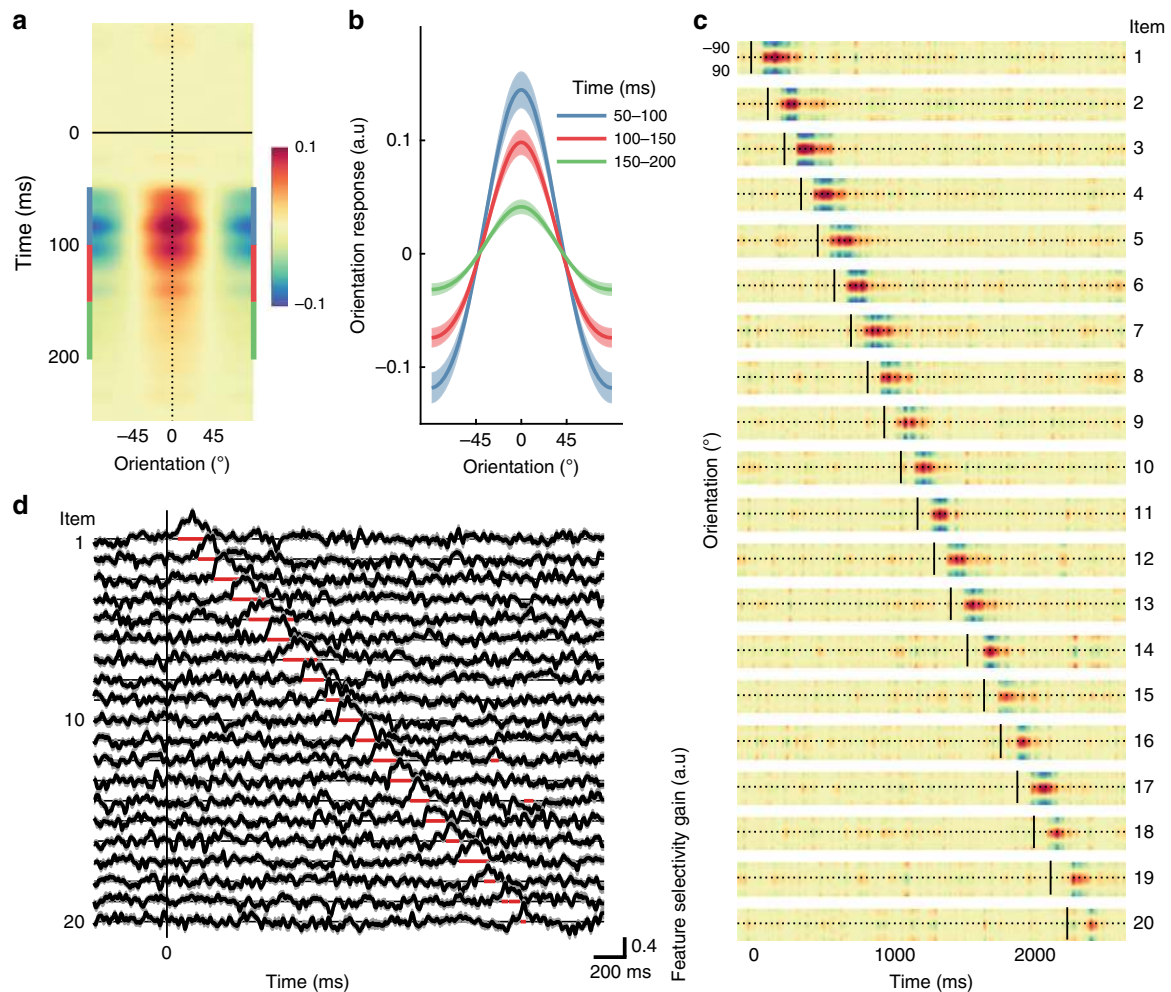 a
0
100
200
Time (ms)
−45 0 45
Orientation (°)
0.1
−0.1
b
0.1
0
−0.1
Orientation response (a.u)
Time (ms)
50–100
100–150
150–200
−45 0 45
Orientation (°)
c
Item
−90
90
1
2
3
4
5
6
7
8
9
10
11
12
13
14
15
16
17
18
19
20
Orientation (°)
0 1000 2000
Time (ms)
d
Item
1
10
20
0
Time (ms)
0.4
200 ms
Feature selectivity gain (a.u)